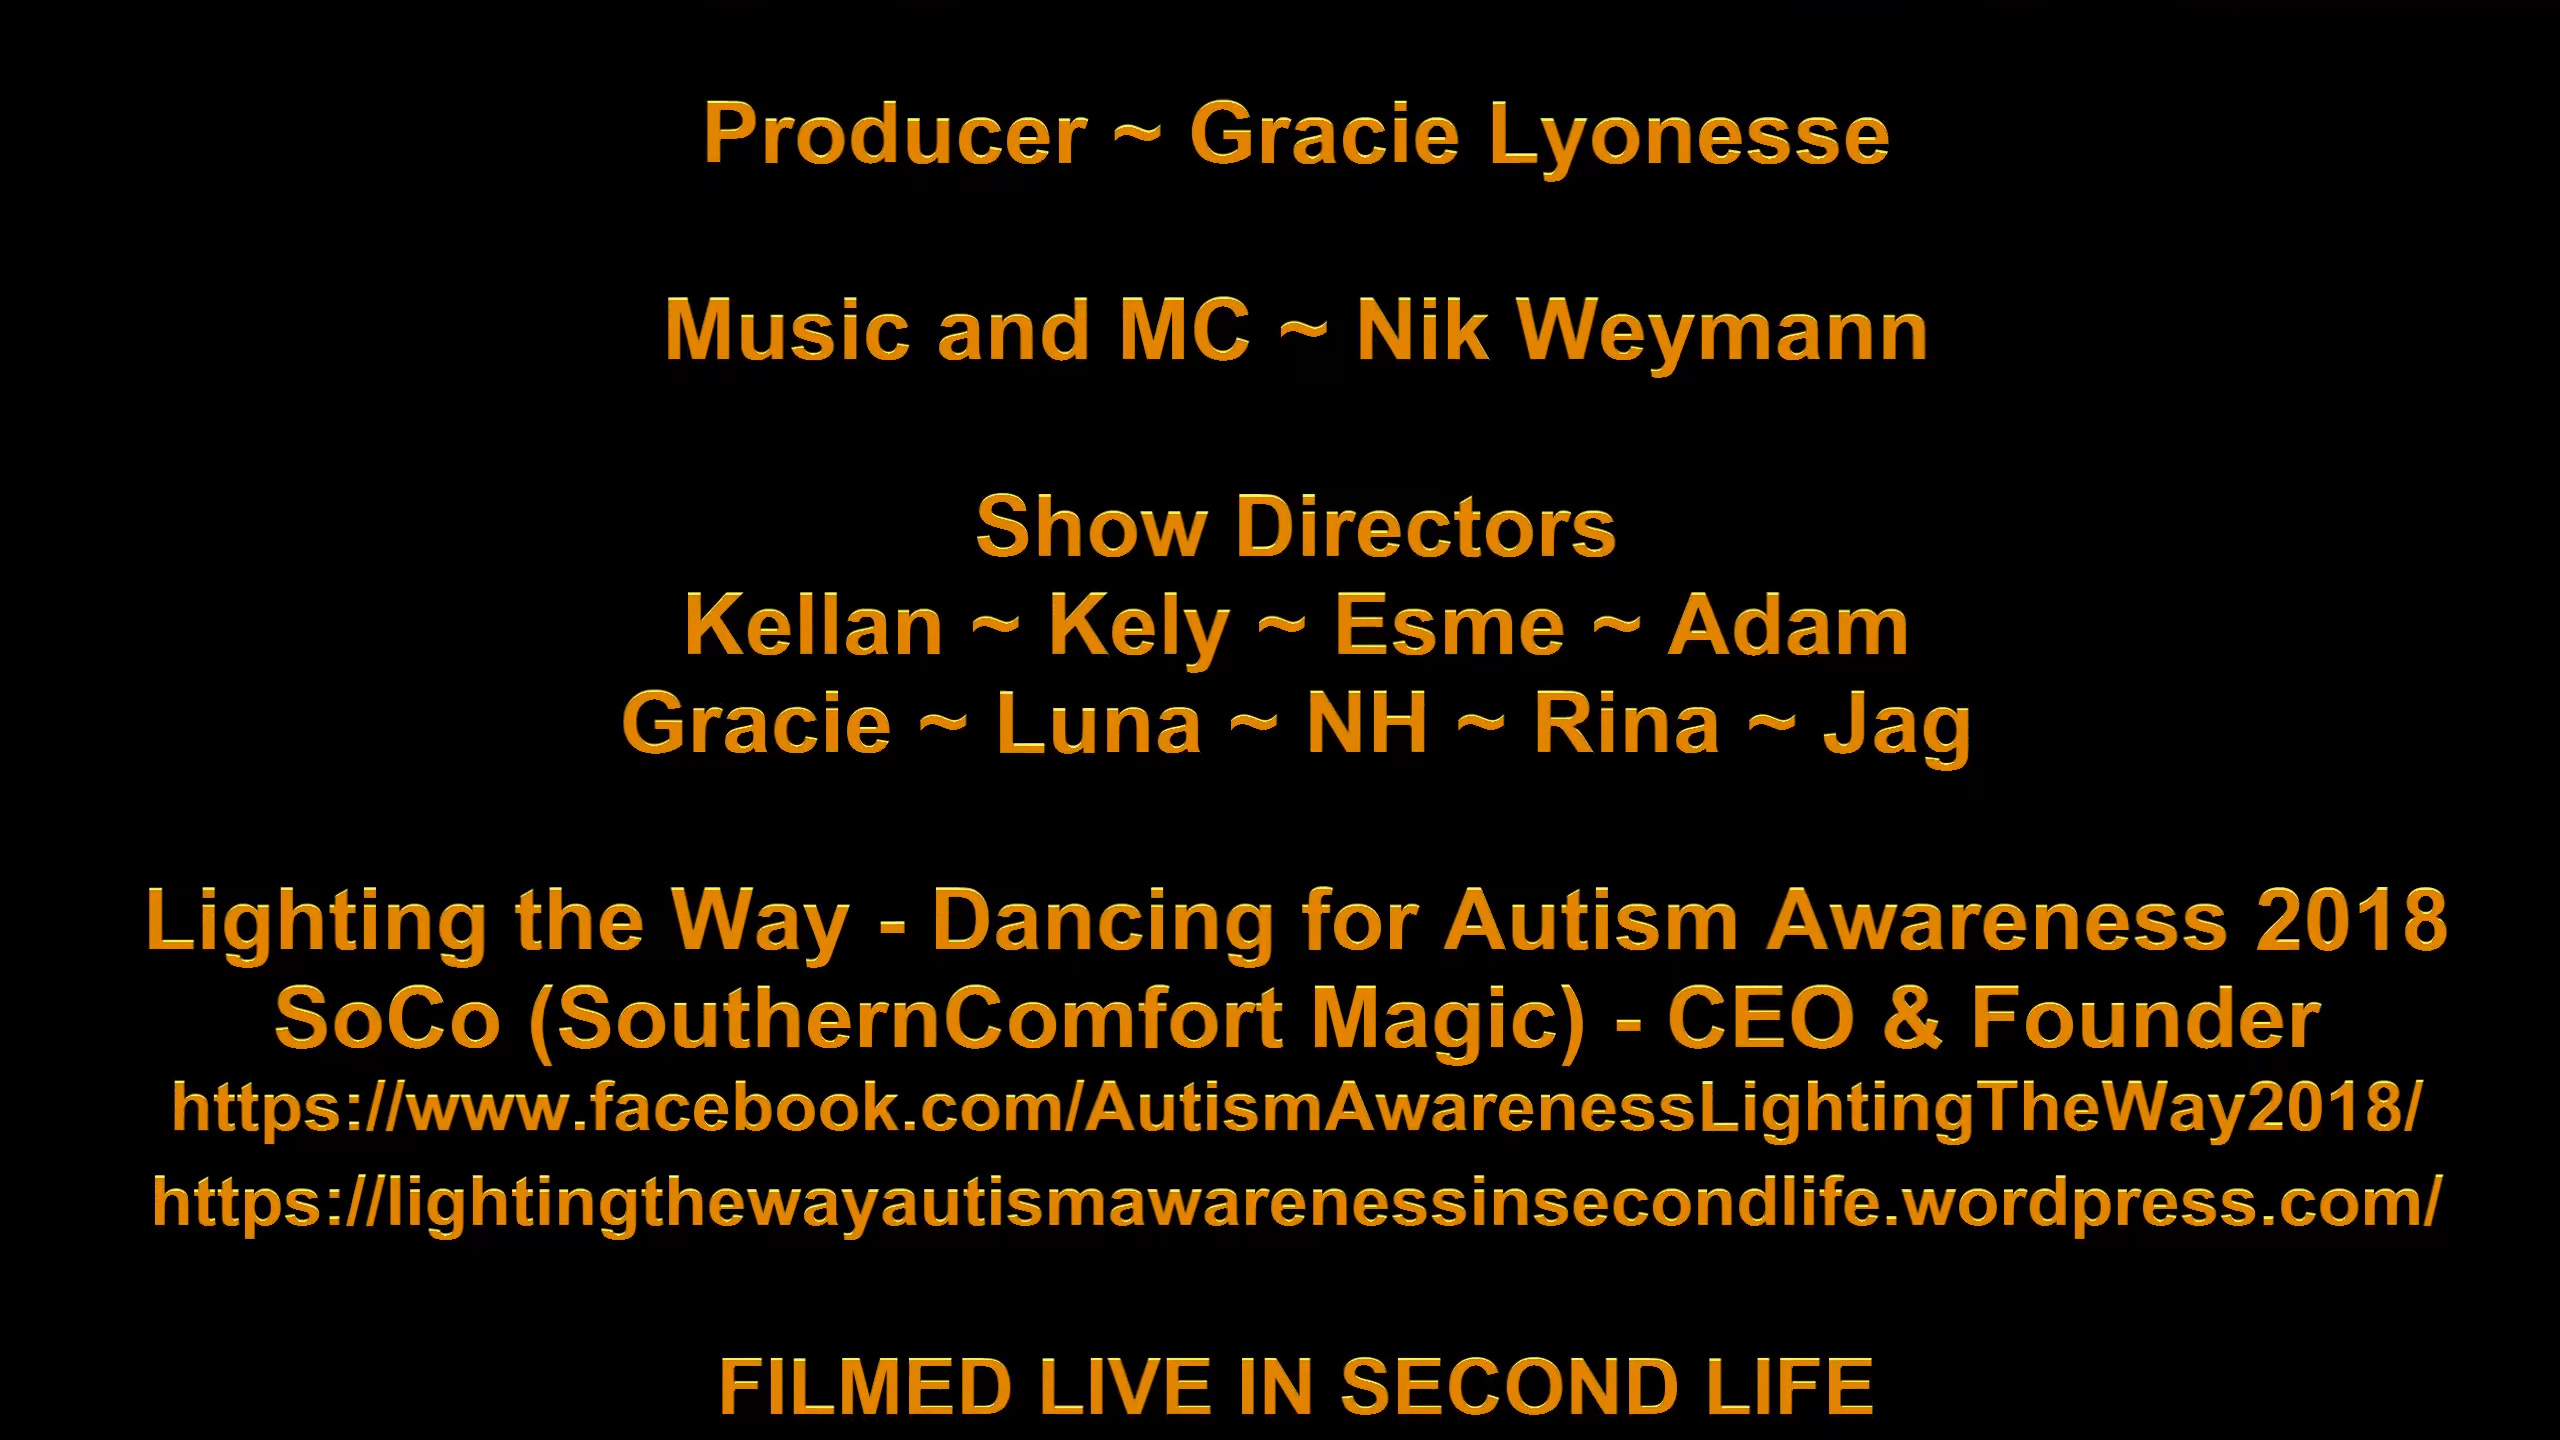 Producer ~ Gracie Lyonesse
Music and MC ~ Nik Weymann
Show Directors
Kellan ~ Kely ~ Esme ~ Adam
Gracie ~ Luna ~ NH ~ Rina ~ Jag
Lighting the Way - Dancing for Autism Awareness 2018
SoCo (SouthernComfort Magic) - CEO & Founder
https://www.facebook.com/AutismAwarenessLightingTheWay2018/
https://lightingthewayautismawarenessinsecondlife.wordpress.com/
FILMED LIVE IN SECOND LIFE